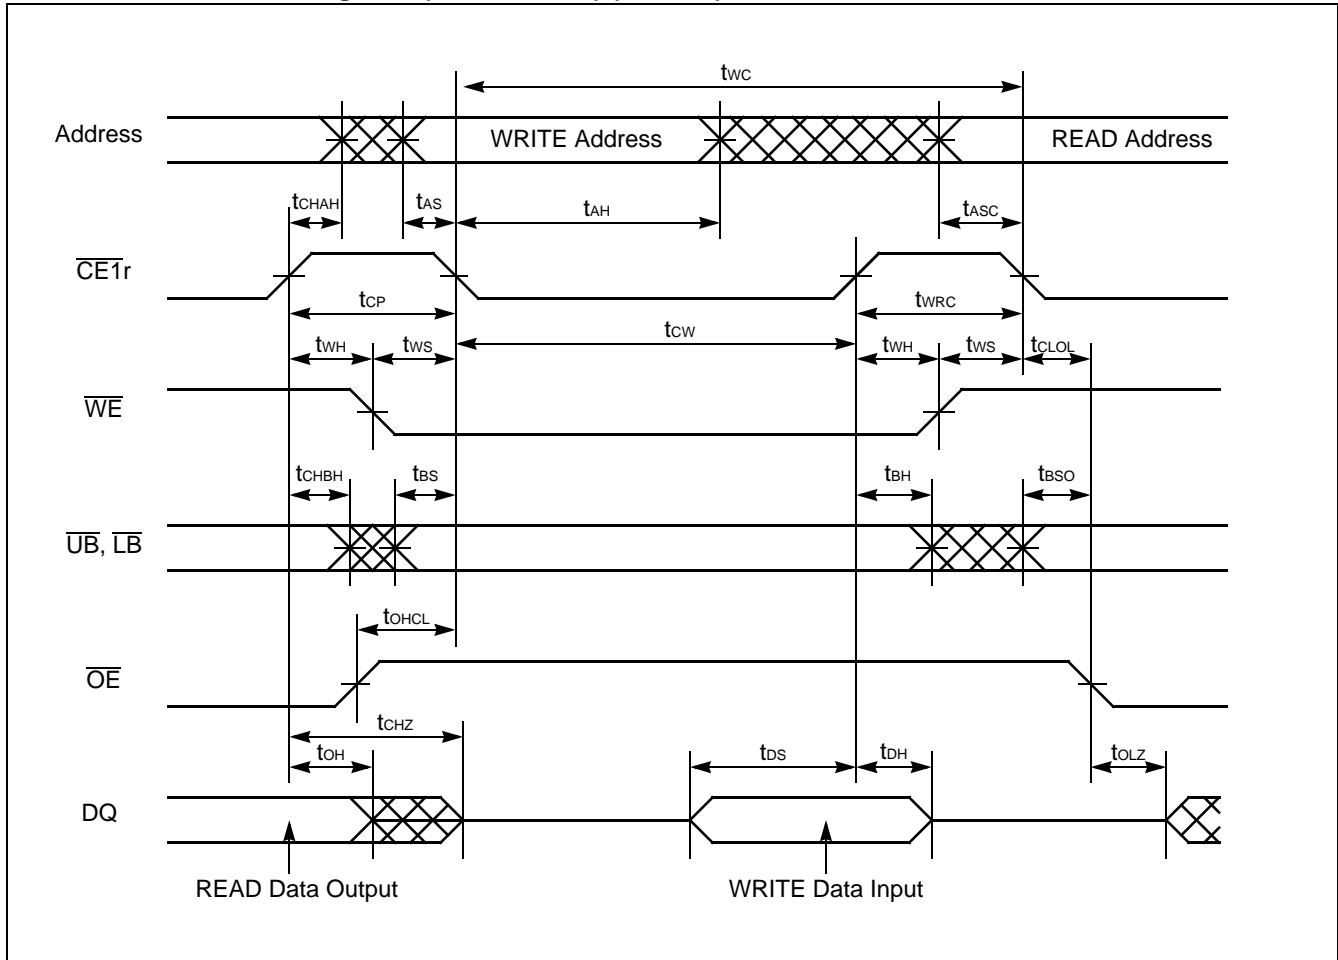 tWC
Address
WRITE Address
READ Address
tCHAH
tAS
tAH
tASC
CE1r
tCP
tWRC
tCW
tWH
tWS
tWH
tWS
tCLOL
WE
tCHBH
tBS
tBH
tBSO
UB, LB
tOHCL
OE
tCHZ
tOH
tDS
tDH
tOLZ
DQ
READ Data Output
WRITE Data Input